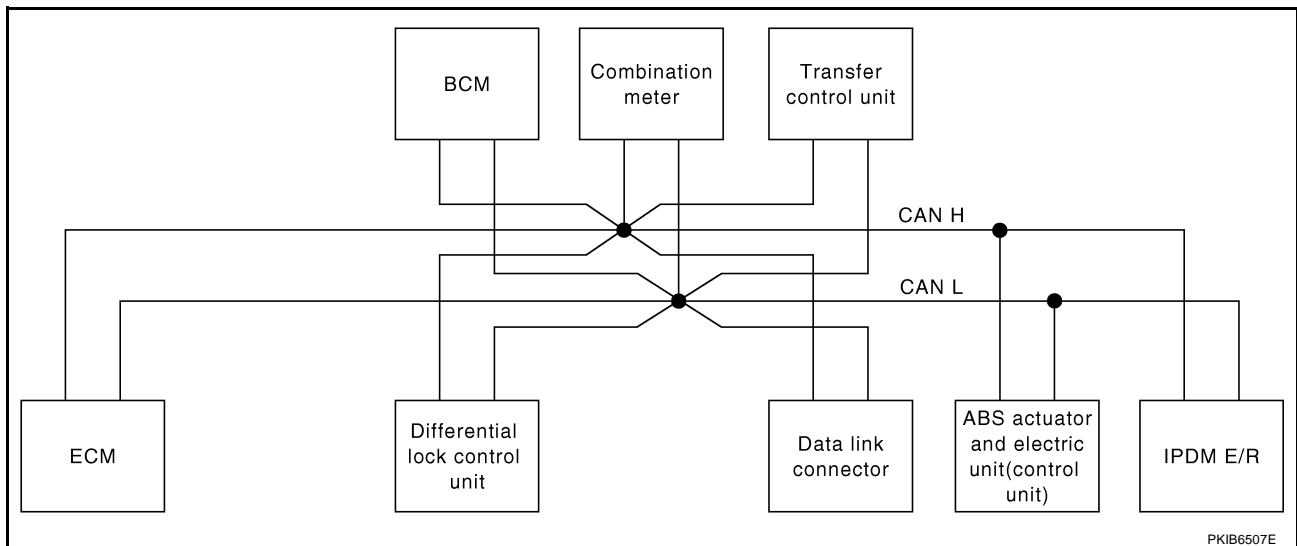 BCM
Combination
meter
Transfer
control unit
CAN H
CAN L
ECM
Differential
lock control
unit
Data link
connector
ABS actuator
and electric
unit(control
unit)
IPDM E/R
PKIB6507E